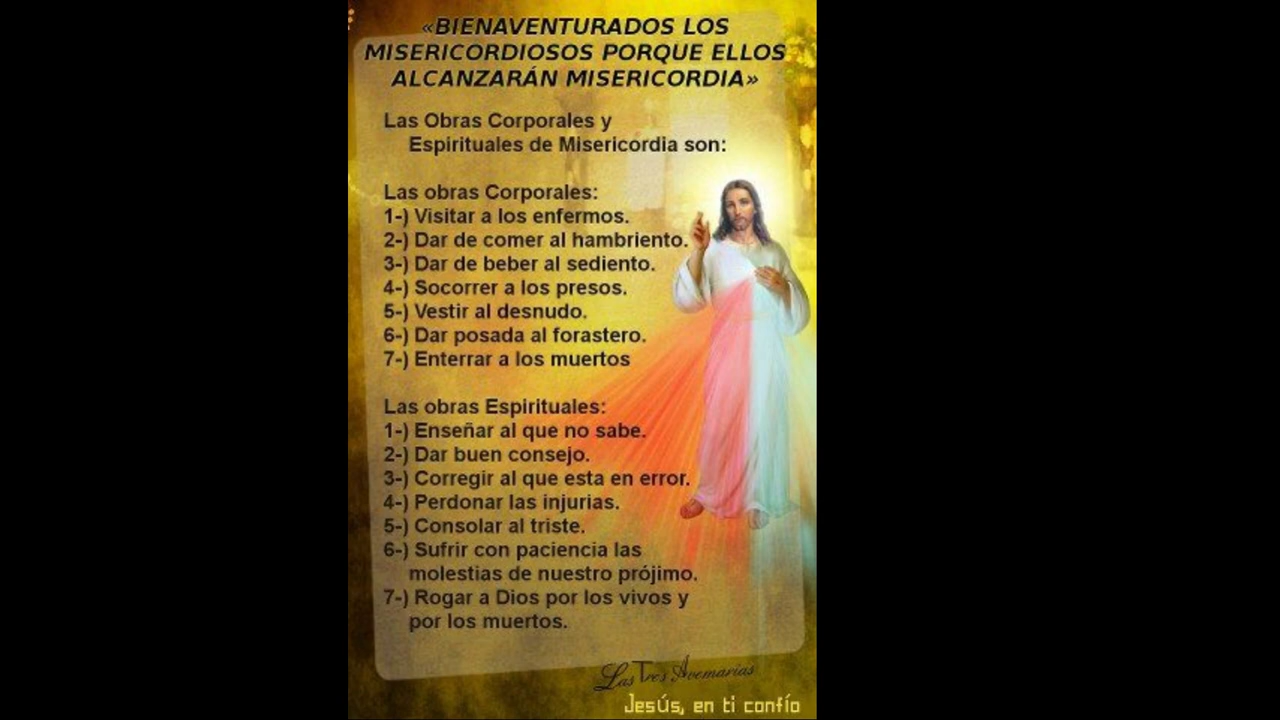 «BIENAVENTURADOS LOS
MISERICORDIOSOS PORQUE ELLOS
ALCANZARÁN MISERICORDIA»
Las Obras Corporales y
Espirituales de Misericordia son:
Las obras Corporales:
1-) Visitar a los enfermos.
2-) Dar de comer al hambriento.
3-) Dar de beber al sediento.
4-) Socorrer a los presos.
5-) Vestir al desnudo.
6-) Dar posada al forastero.
7-) Enterrar a los muertos
Las obras Espirituales:
1-) Enseñar al que no sabe.
2-) Dar buen consejo.
3-) Corregir al que esta en error.
4-) Perdonar las injurias.
5-) Consolar al triste.
6-) Sufrir con paciencia las
molestias de nuestro prójimo.
7-) Rogar a Dios por los vivos y
por los muertos.
Las Tres Avemarías
Jesús, en ti confío